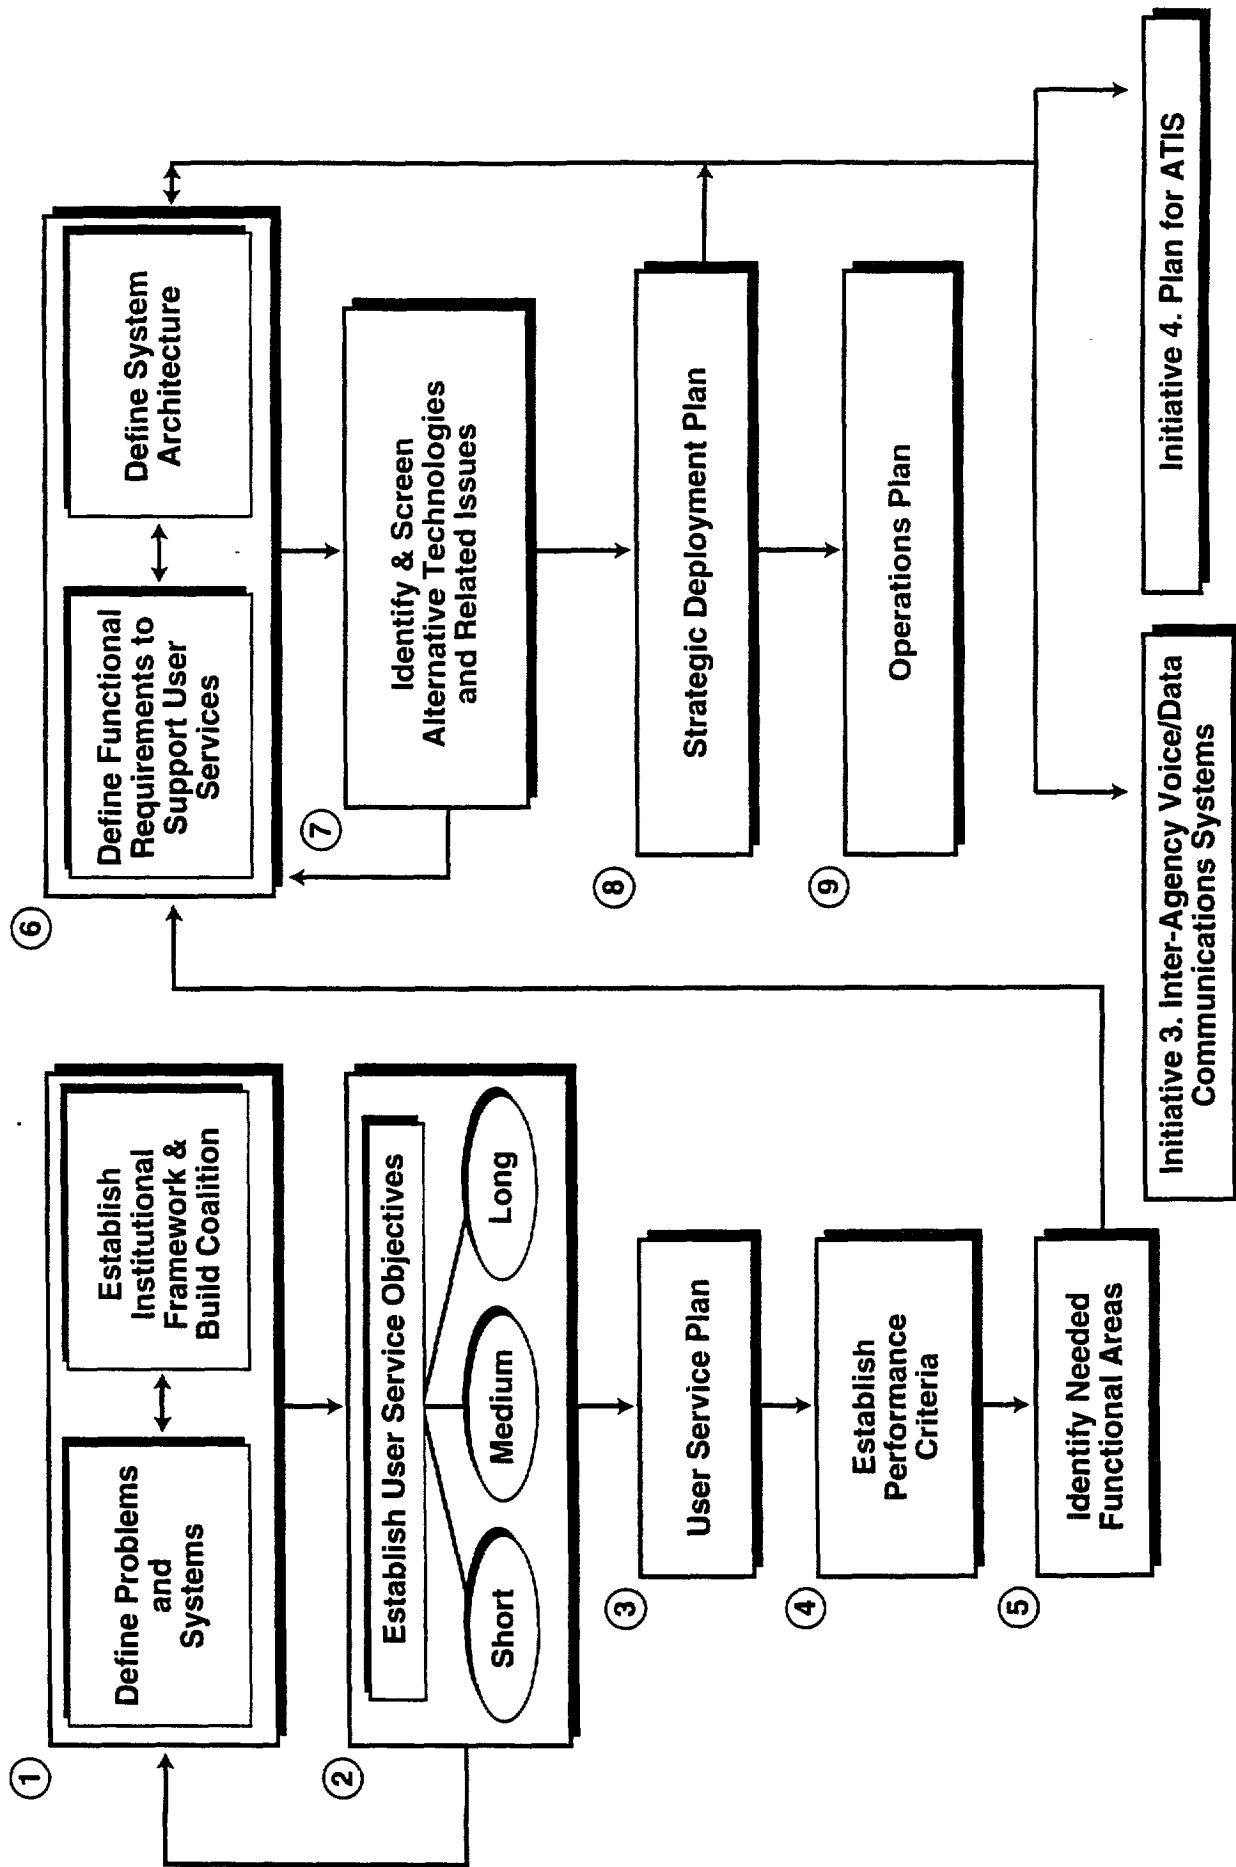 1
Define Problems
and
Systems
Establish
Institutional
Framework &
Build Coalition
2
Establish User Service Objectives
Short
Medium
Long
3
User Service Plan
4
Establish
Performance
Criteria
5
Identify Needed
Functional Areas
6
Define Functional
Requirements to
Support User
Services
Define System
Architecture
7
Identify & Screen
Alternative Technologies
and Related Issues
8
Strategic Deployment Plan
9
Operations Plan
Initiative 3. Inter-Agency Voice/Data
Communications Systems
Initiative 4. Plan for ATIS